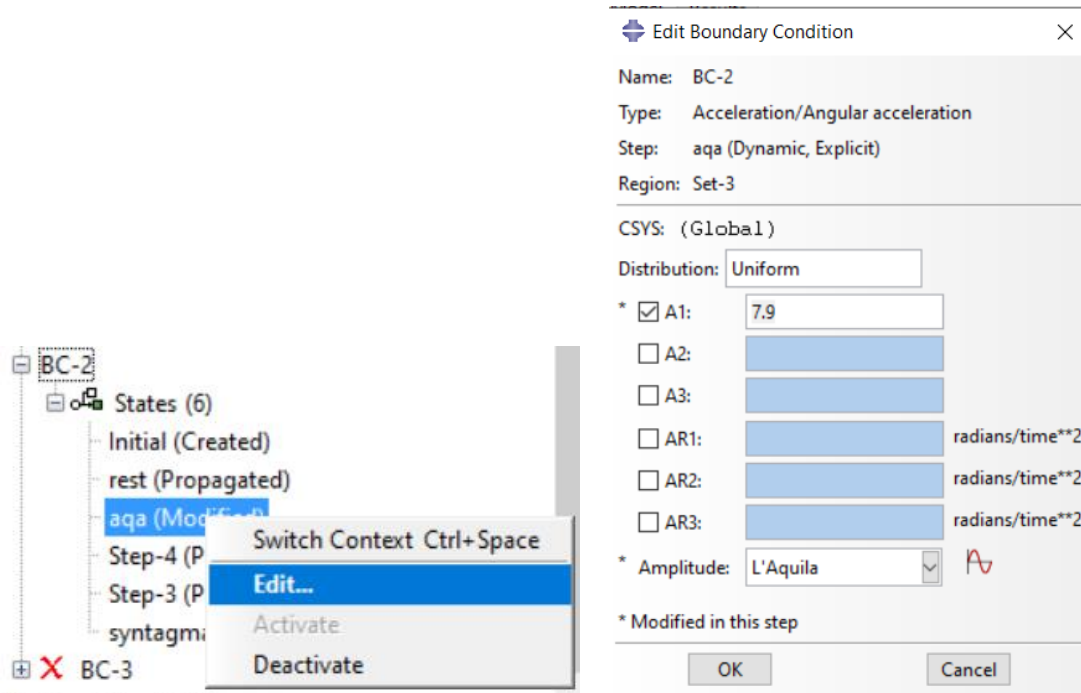 BC-2
States (6)
Initial (Created)
rest (Propagated)
aqa
Step-4 (P
Step-3 (P
syntagma
BC-3
Switch Context Ctrl+Space
Edit...
Activate
Deactivate
Edit Boundary Condition
Name: BC-2
Type: Acceleration/Angular acceleration
Step: aqa (Dynamic, Explicit)
Region: Set-3
CSYS: (Global)
Distribution: Uniform
* A1: 7.9
A2:
A3:
AR1: radians/time**2
AR2: radians/time**2
AR3: radians/time**2
* Amplitude: L'Aquila
* Modified in this step
OK Cancel